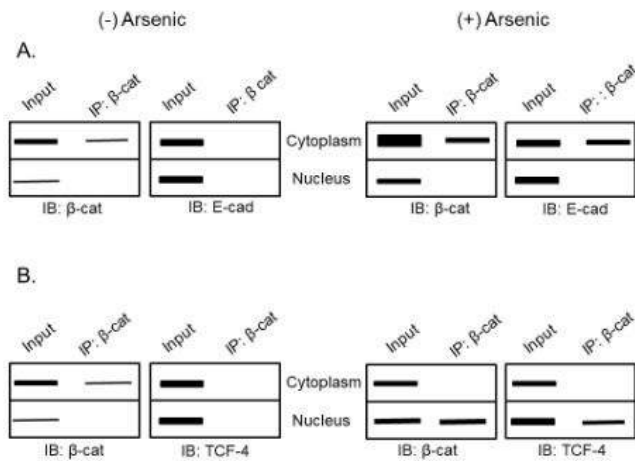 (-) Arsenic (+) Arsenic
A.
Input IP: β-cat Input IP: β cat Input IP: β-cat Input IP: : β-cat
Cytoplasm
Nucleus
IB: β-cat IB: E-cad IB: β-cat IB: E-cad
B.
Input IP: β-cat Input IP: β-cat Input IP: β-cat Input IP: β-cat
Cytoplasm
Nucleus
IB: β-cat IB: TCF-4 IB: β-cat IB: TCF-4